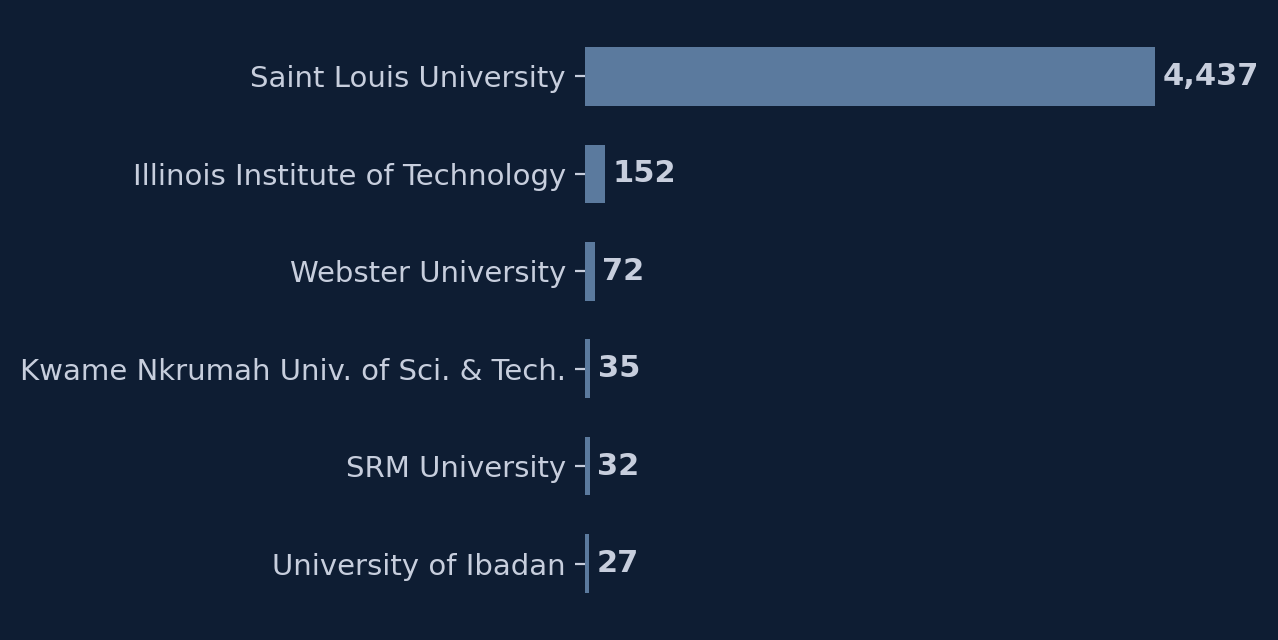 Saint Louis University 4,437
Illinois Institute of Technology 152
Webster University 72
Kwame Nkrumah Univ. of Sci. & Tech. 35
SRM University 32
University of Ibadan 27